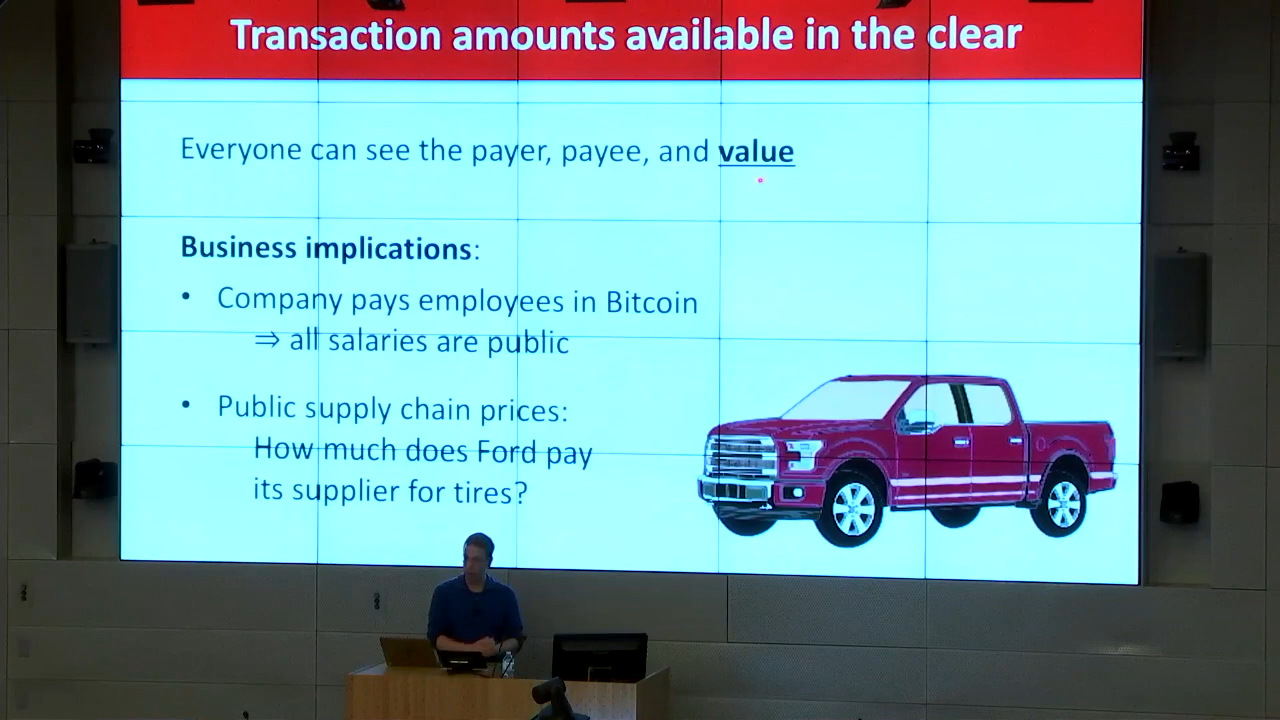 Transaction amounts available in the clear
Everyone can see the payer, payee, and value
Business implications:
• Company pays employees in Bitcoin
⇒ all salaries are public
• Public supply chain prices:
How much does Ford pay
its supplier for tires?